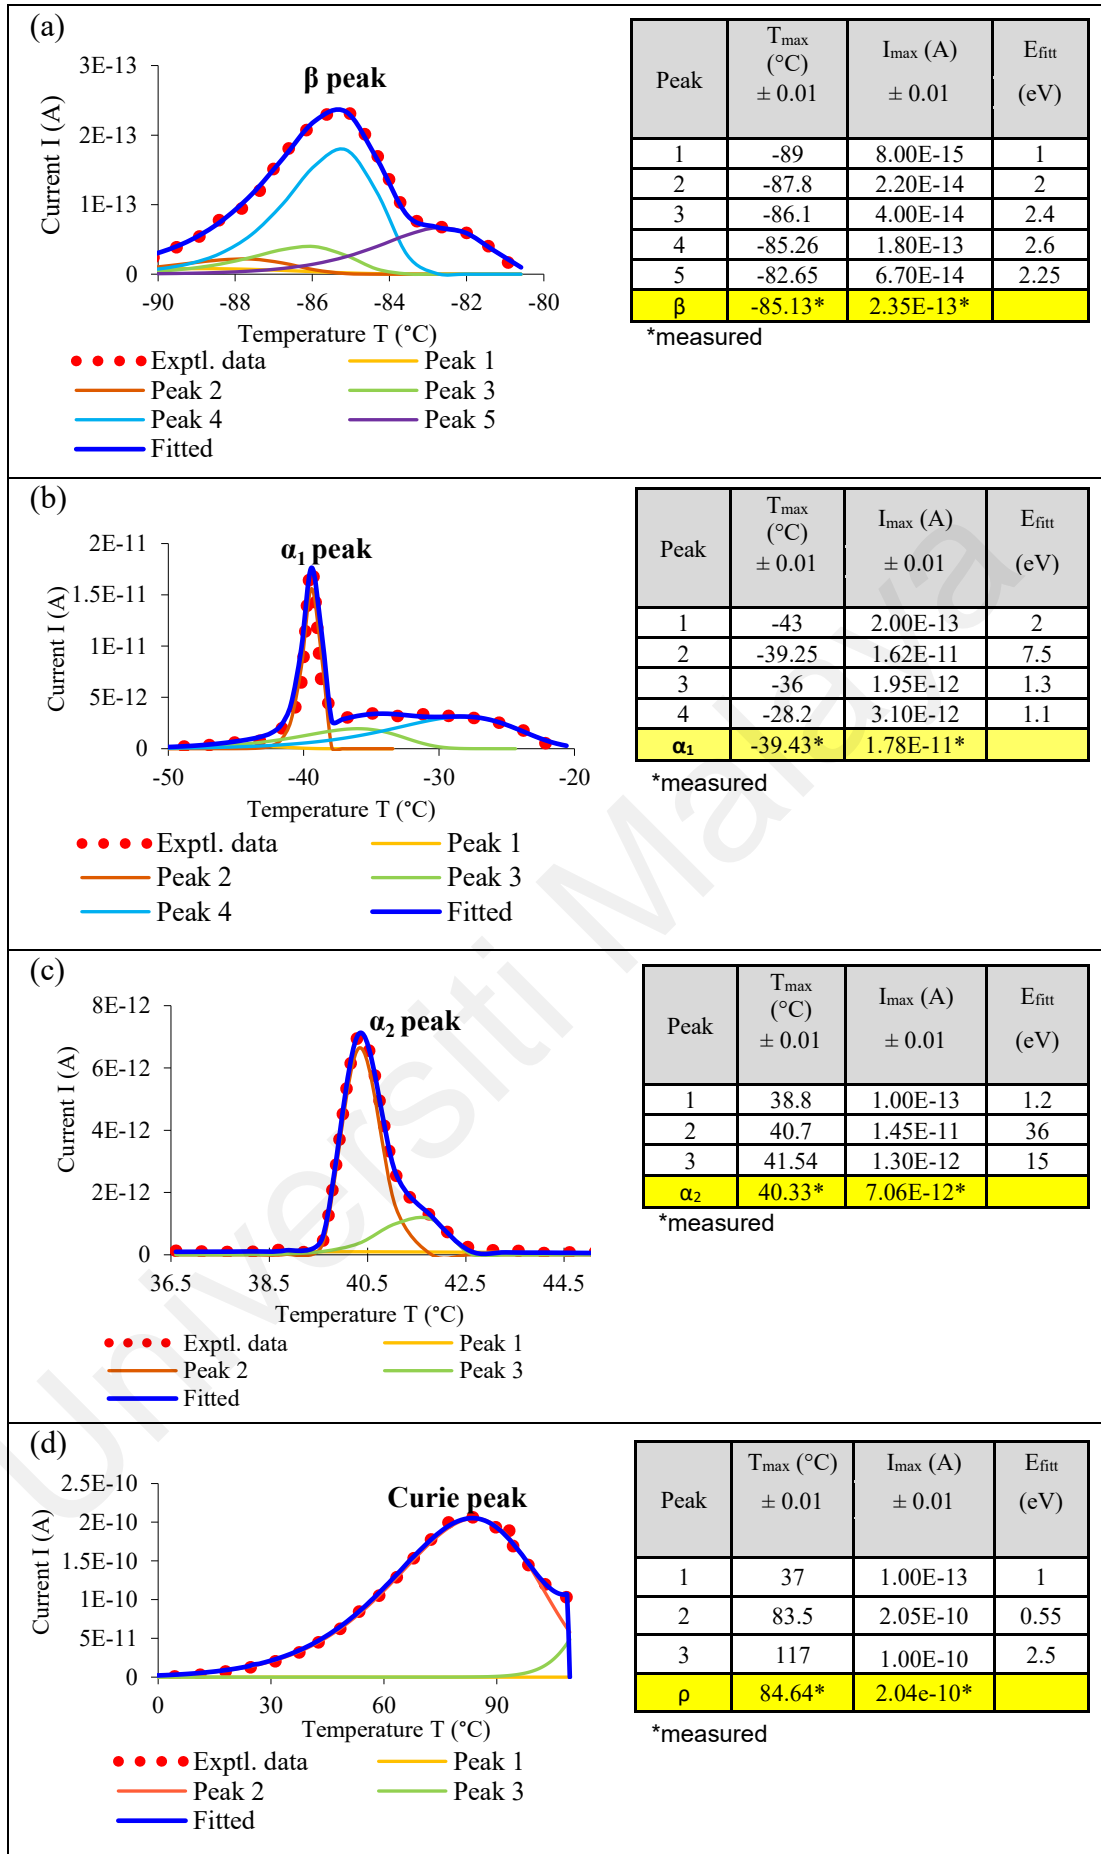 (a)
β peak
3E-13
2E-13
1E-13
0
Current I (A)
-90 -88 -86 -84 -82 -80
Temperature T (°C)
Exptl. data Peak 1
Peak 2 Peak 3
Peak 4 Peak 5
Fitted
Peak Tmax (°C) ± 0.01 Imax (A) ± 0.01 Efitt (eV)
1 -89 8.00E-15 1
2 -87.8 2.20E-14 2
3 -86.1 4.00E-14 2.4
4 -85.26 1.80E-13 2.6
5 -82.65 6.70E-14 2.25
β -85.13* 2.35E-13*
*measured
(b)
α1 peak
2E-11
1.5E-11
1E-11
5E-12
0
Current I (A)
-50 -40 -30 -20
Temperature T (°C)
Exptl. data Peak 1
Peak 2 Peak 3
Peak 4 Fitted
Peak Tmax (°C) ± 0.01 Imax (A) ± 0.01 Efitt (eV)
1 -43 2.00E-13 2
2 -39.25 1.62E-11 7.5
3 -36 1.95E-12 1.3
4 -28.2 3.10E-12 1.1
α1 -39.43* 1.78E-11*
*measured
(c)
α2 peak
8E-12
6E-12
4E-12
2E-12
0
Current I (A)
36.5 38.5 40.5 42.5 44.5
Temperature T (°C)
Exptl. data Peak 1
Peak 2 Peak 3
Fitted
Peak Tmax (°C) ± 0.01 Imax (A) ± 0.01 Efitt (eV)
1 38.8 1.00E-13 1.2
2 40.7 1.45E-11 36
3 41.54 1.30E-12 15
α2 40.33* 7.06E-12*
*measured
(d)
Curie peak
2.5E-10
2E-10
1.5E-10
1E-10
5E-11
0
Current I (A)
0 30 60 90
Temperature T (°C)
Exptl. data Peak 1
Peak 2 Peak 3
Fitted
Peak Tmax (°C) ± 0.01 Imax (A) ± 0.01 Efitt (eV)
1 37 1.00E-13 1
2 83.5 2.05E-10 0.55
3 117 1.00E-10 2.5
ρ 84.64* 2.04e-10*
*measured
Universiti Malaya